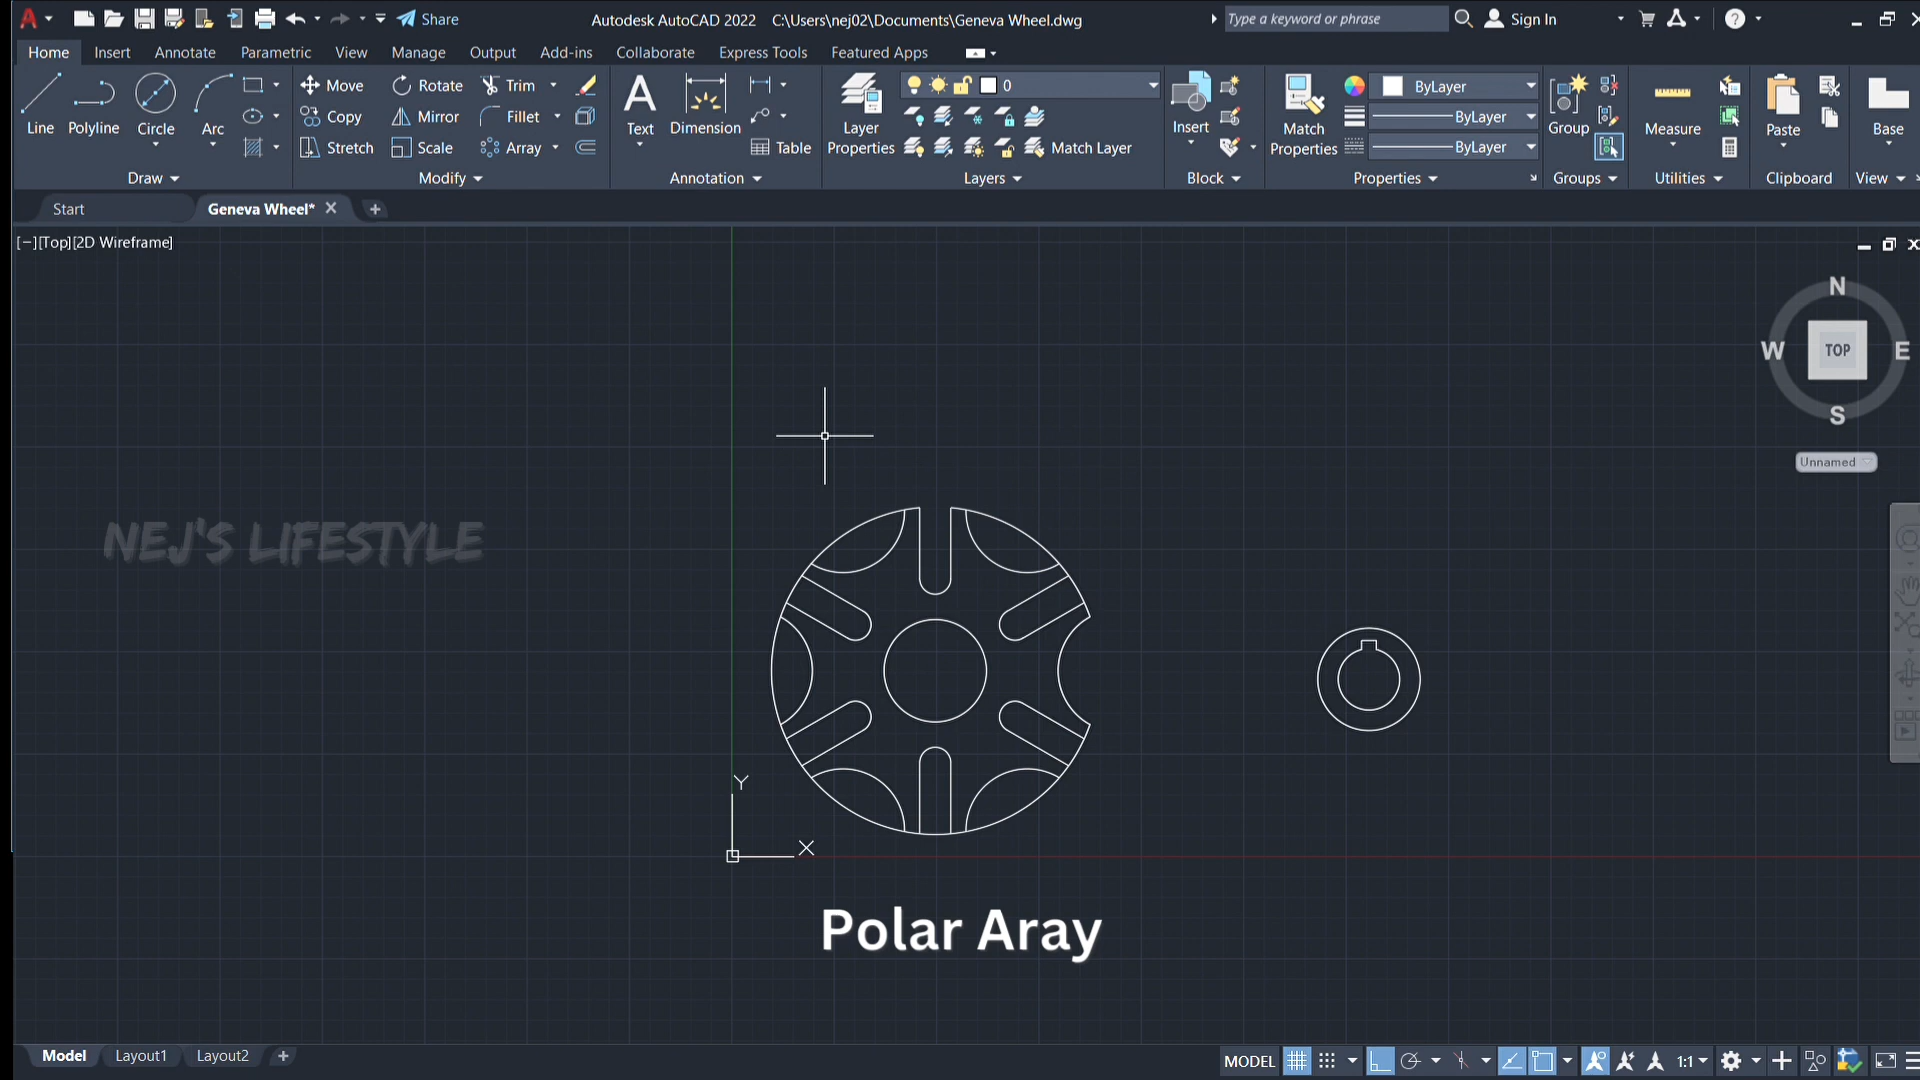 Share
Autodesk AutoCAD 2022 C:\Users\nej02\Documents\Geneva Wheel.dwg
Type a keyword or phrase
Sign In
Home Insert Annotate Parametric View Manage Output Add-ins Collaborate Express Tools Featured Apps
Line Polyline Circle Arc
Move Rotate Trim
Copy Mirror Fillet
Stretch Scale Array
Text Dimension Table
Layer Properties
0
Match Layer
Insert
Match Properties
ByLayer
ByLayer
ByLayer
Group
Measure
Paste
Base
Draw Modify Annotation Layers Block Properties Groups Utilities Clipboard View
Start Geneva Wheel*
[−][Top][2D Wireframe]
N
W TOP E
S
Unnamed
NEJ'S LIFESTYLE
Y
X
Polar Aray
Model Layout1 Layout2
MODEL 1:1